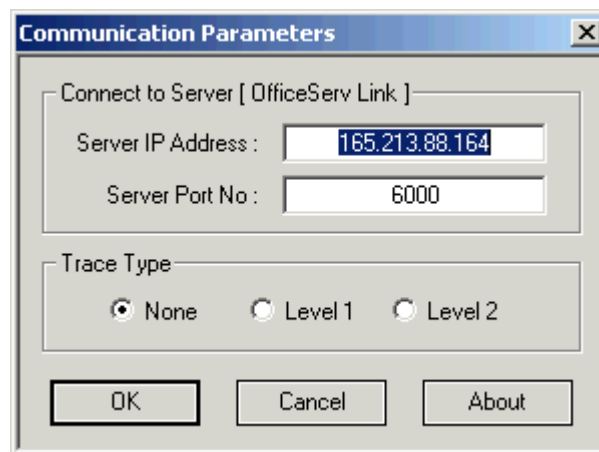 Communication Parameters
Connect to Server [ OfficeServ Link ]
Server IP Address : 165.213.88.164
Server Port No : 6000
Trace Type
None Level 1 Level 2
OK Cancel About